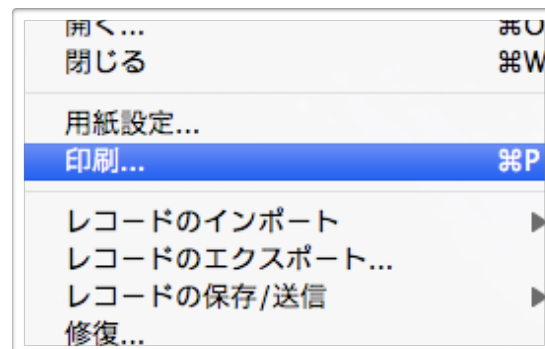 開く... ⌘O
閉じる ⌘W
用紙設定...
印刷... ⌘P
レコードのインポート ▶
レコードのエクスポート...
レコードの保存/送信 ▶
修復...